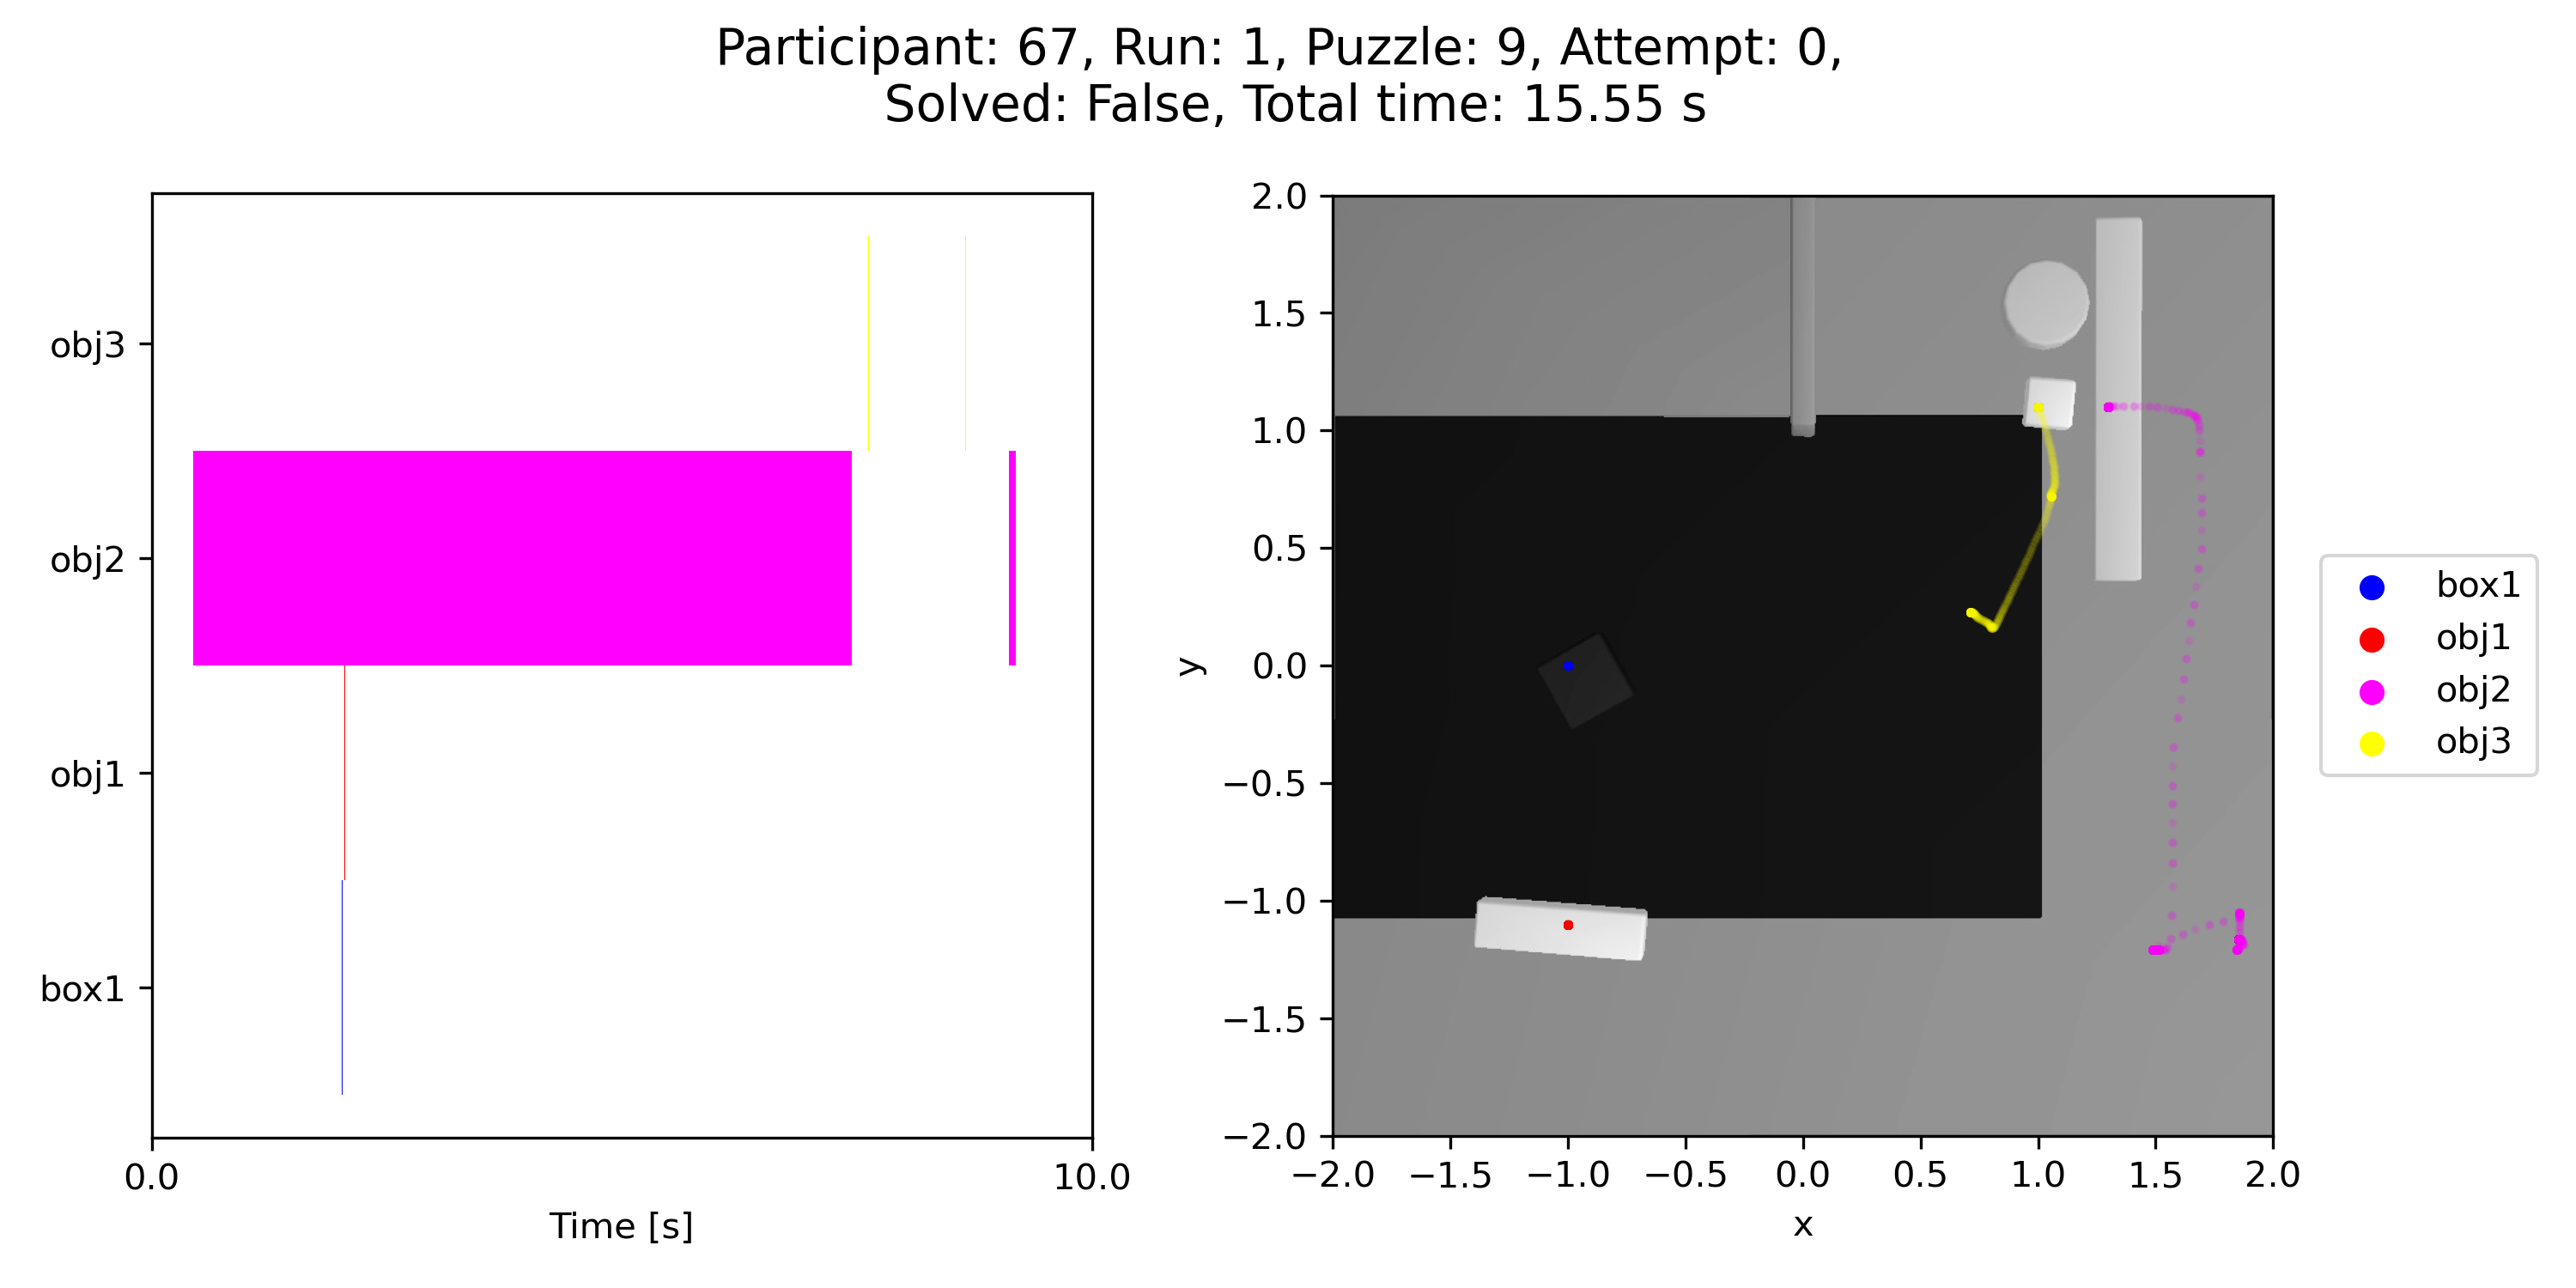 Participant: 67, Run: 1, Puzzle: 9, Attempt: 0,
Solved: False, Total time: 15.55 s
obj3
obj2
obj1
box1
0.0
10.0
Time [s]
2.0
1.5
1.0
0.5
0.0
−0.5
−1.0
−1.5
−2.0
y
−2.0
−1.5
−1.0
−0.5
0.0
0.5
1.0
1.5
2.0
x
box1
obj1
obj2
obj3